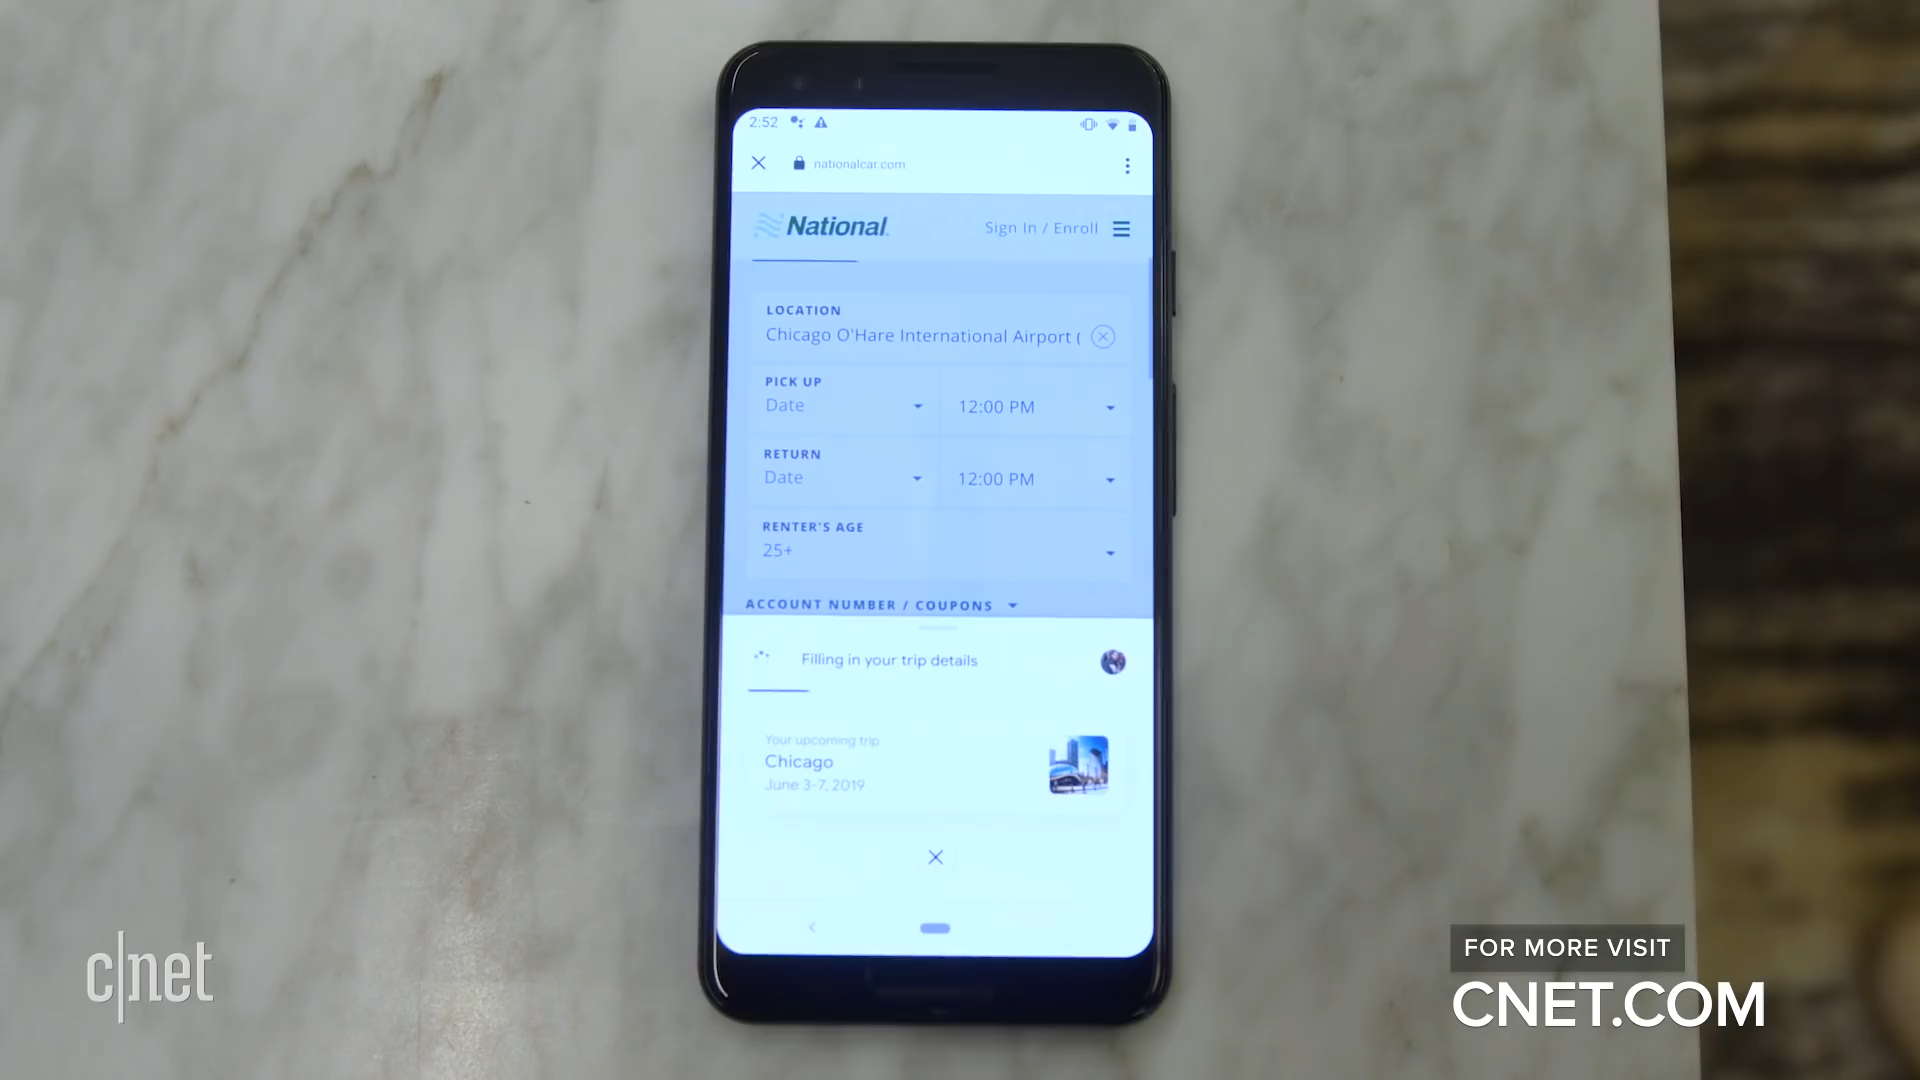 2:52
nationalcar.com
National
Sign In / Enroll
LOCATION
Chicago O'Hare International Airport (
PICK UP
Date
12:00 PM
RETURN
Date
12:00 PM
RENTER'S AGE
25+
ACCOUNT NUMBER / COUPONS
Filling in your trip details
Your upcoming trip
Chicago
June 3-7, 2019
c|net
FOR MORE VISIT
CNET.COM